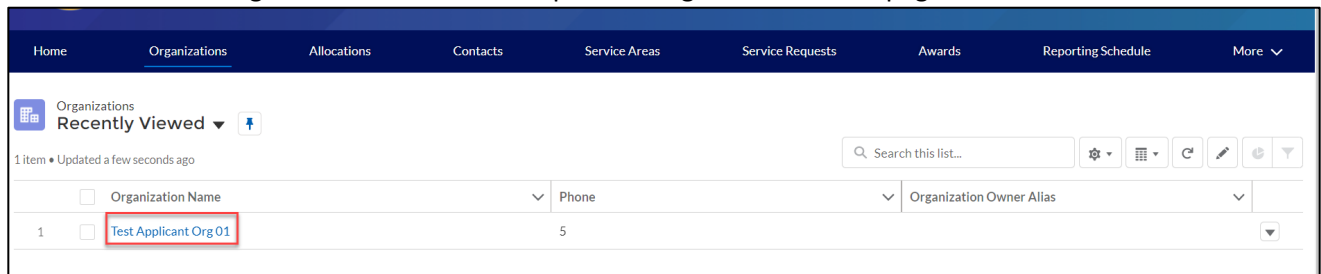 Home Organizations Allocations Contacts Service Areas Service Requests Awards Reporting Schedule More
Organizations
Recently Viewed
1 item • Updated a few seconds ago
Search this list...
Organization Name Phone Organization Owner Alias
1 Test Applicant Org 01 5